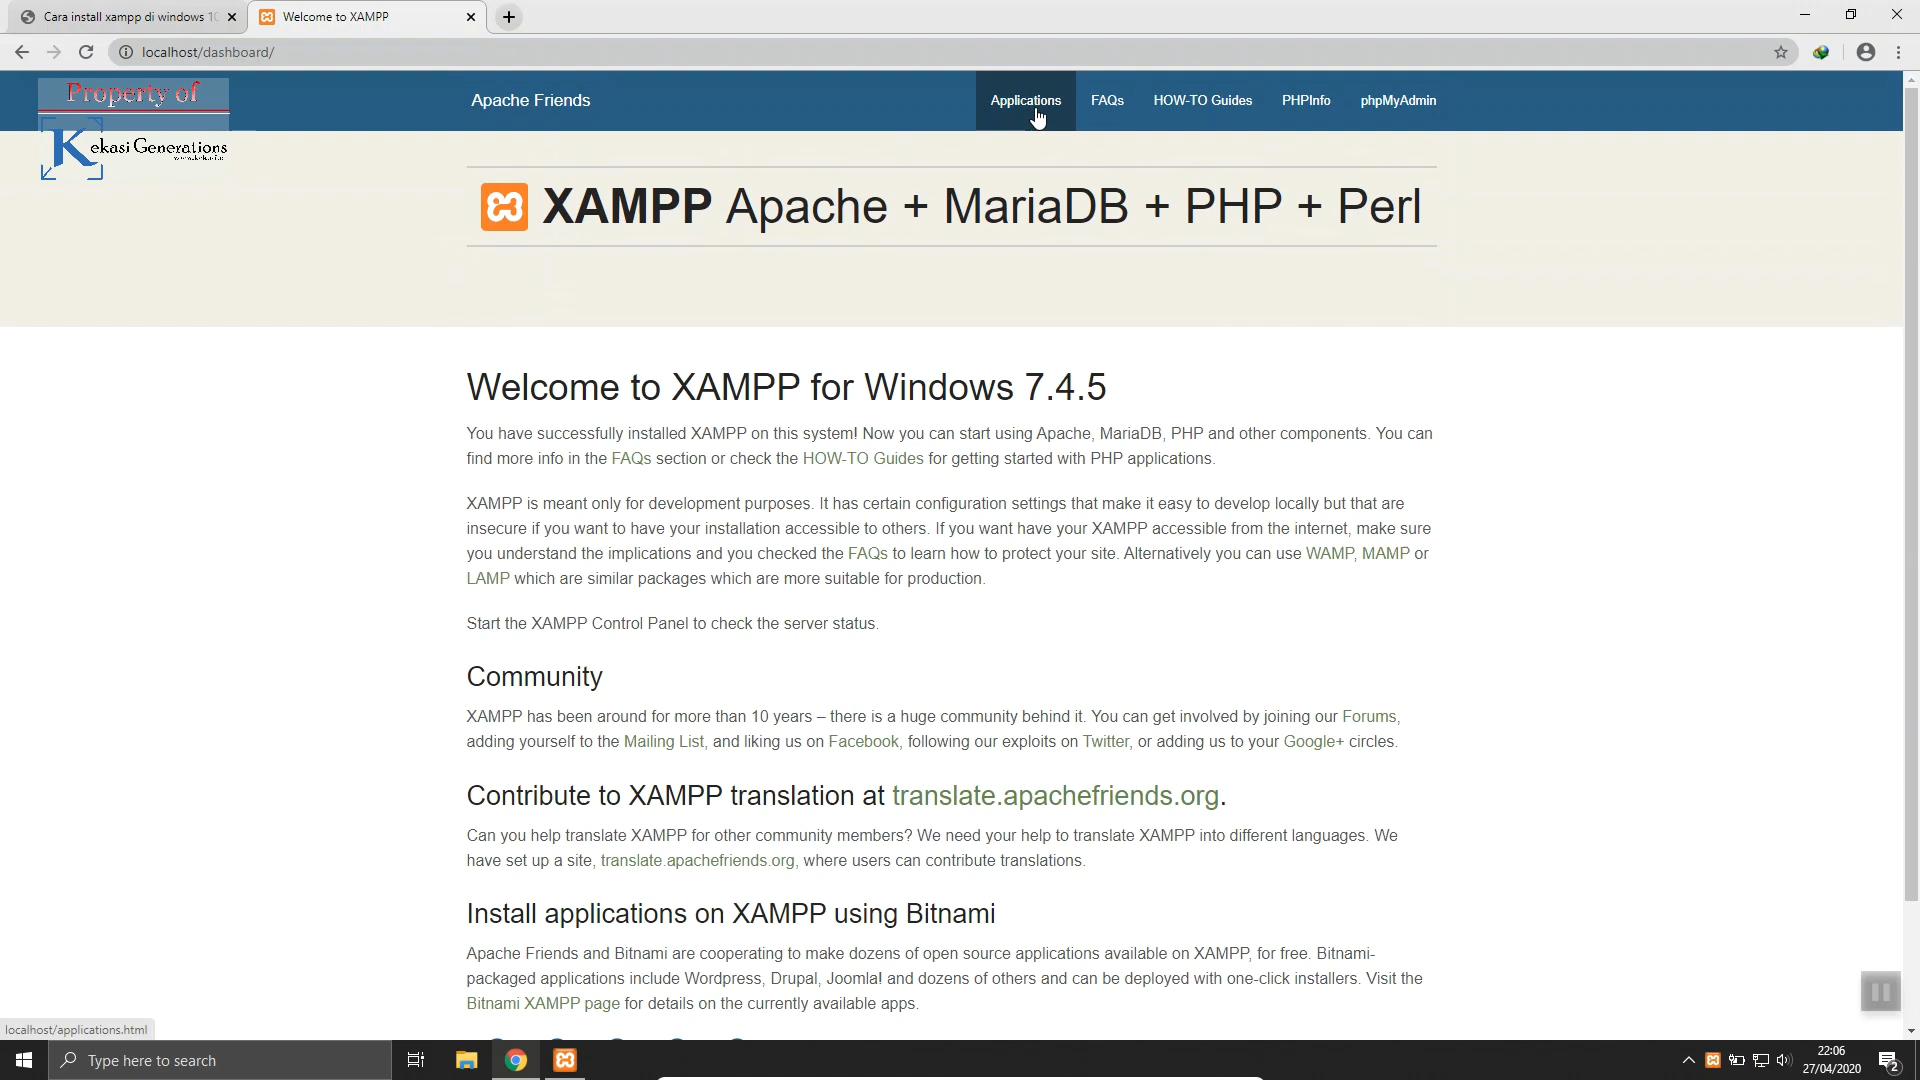 Cara install xampp di windows 10
Welcome to XAMPP
localhost/dashboard/
Property of
Kekasi Generations
Apache Friends
Applications
FAQs
HOW-TO Guides
PHPInfo
phpMyAdmin
XAMPP Apache + MariaDB + PHP + Perl
Welcome to XAMPP for Windows 7.4.5
You have successfully installed XAMPP on this system! Now you can start using Apache, MariaDB, PHP and other components. You can
find more info in the FAQs section or check the HOW-TO Guides for getting started with PHP applications.
XAMPP is meant only for development purposes. It has certain configuration settings that make it easy to develop locally but that are
insecure if you want to have your installation accessible to others. If you want have your XAMPP accessible from the internet, make sure
you understand the implications and you checked the FAQs to learn how to protect your site. Alternatively you can use WAMP, MAMP or
LAMP which are similar packages which are more suitable for production.
Start the XAMPP Control Panel to check the server status.
Community
XAMPP has been around for more than 10 years – there is a huge community behind it. You can get involved by joining our Forums,
adding yourself to the Mailing List, and liking us on Facebook, following our exploits on Twitter, or adding us to your Google+ circles.
Contribute to XAMPP translation at translate.apachefriends.org.
Can you help translate XAMPP for other community members? We need your help to translate XAMPP into different languages. We
have set up a site, translate.apachefriends.org, where users can contribute translations.
Install applications on XAMPP using Bitnami
Apache Friends and Bitnami are cooperating to make dozens of open source applications available on XAMPP, for free. Bitnami-
packaged applications include Wordpress, Drupal, Joomla! and dozens of others and can be deployed with one-click installers. Visit the
Bitnami XAMPP page for details on the currently available apps.
localhost/applications.html
Type here to search
22:06
27/04/2020
2